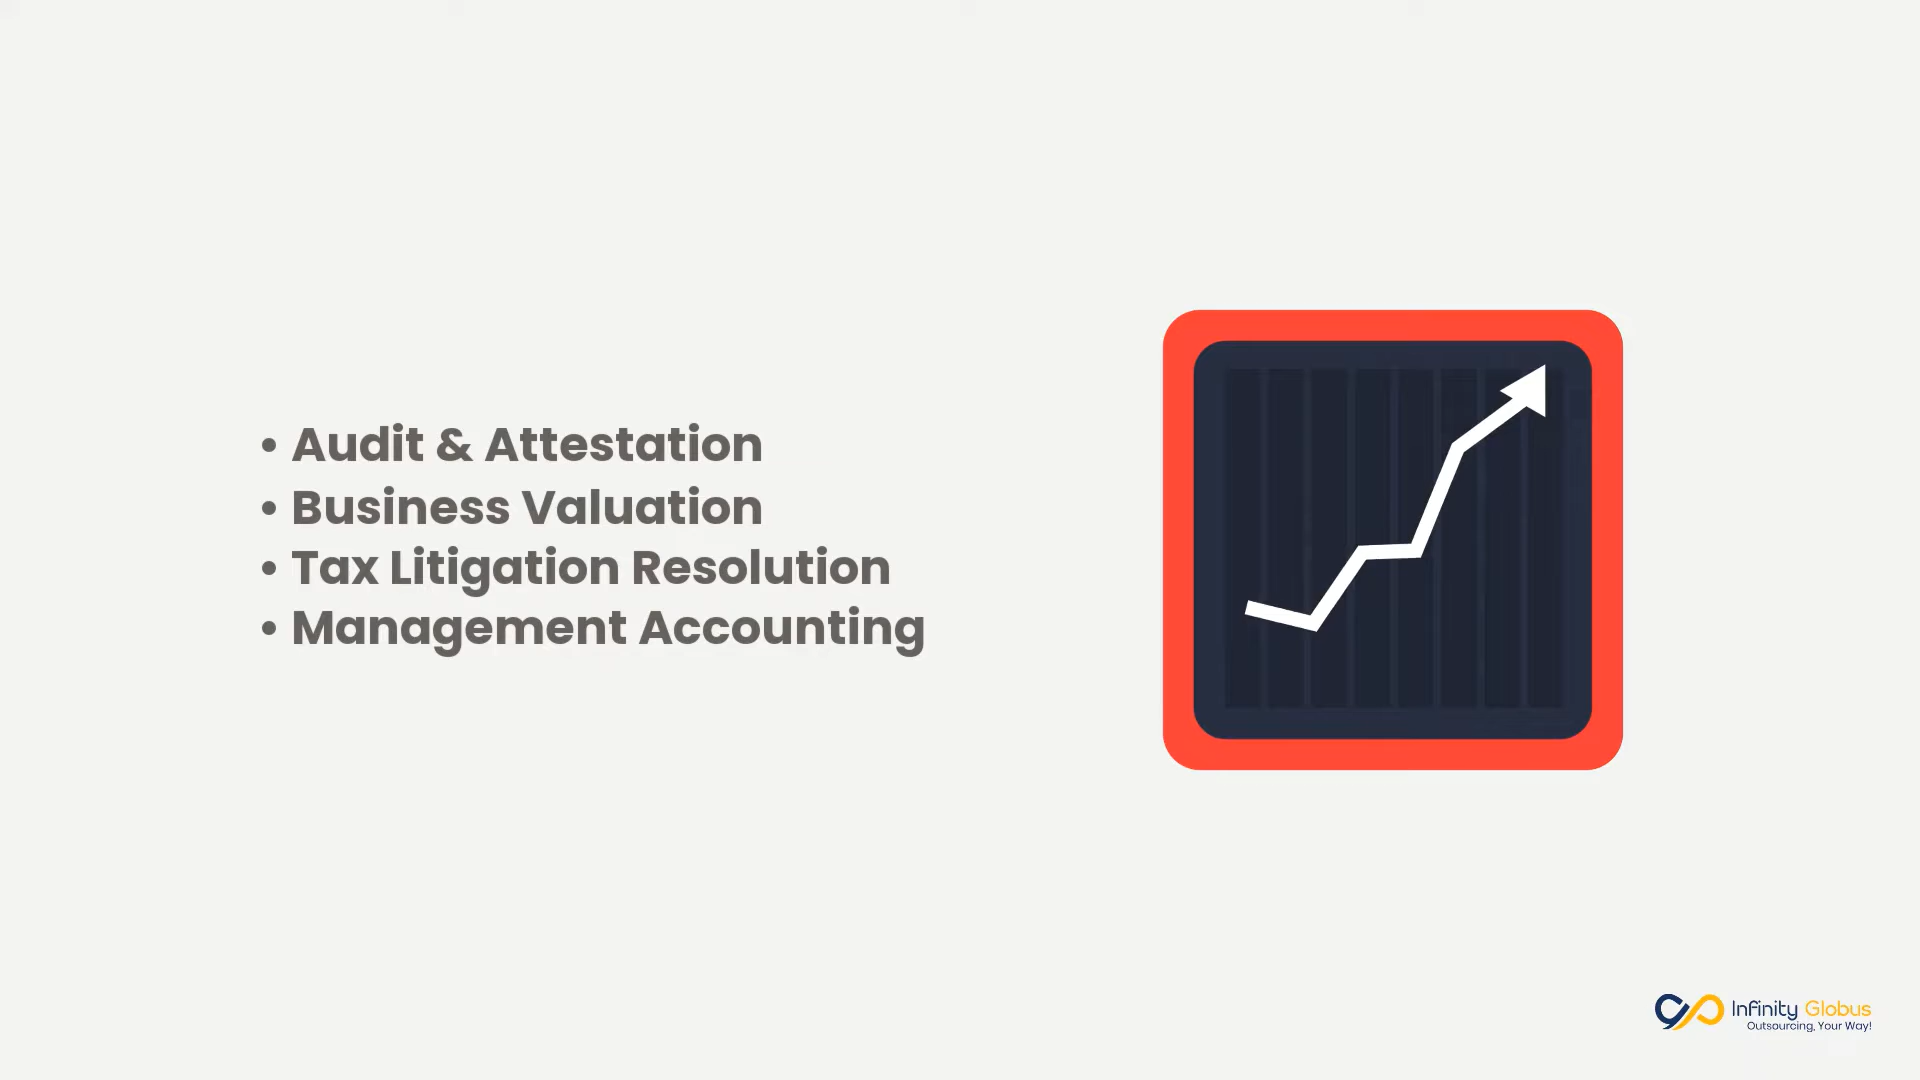 • Audit & Attestation
• Business Valuation
• Tax Litigation Resolution
• Management Accounting
Infinity Globus
Outsourcing, Your Way!